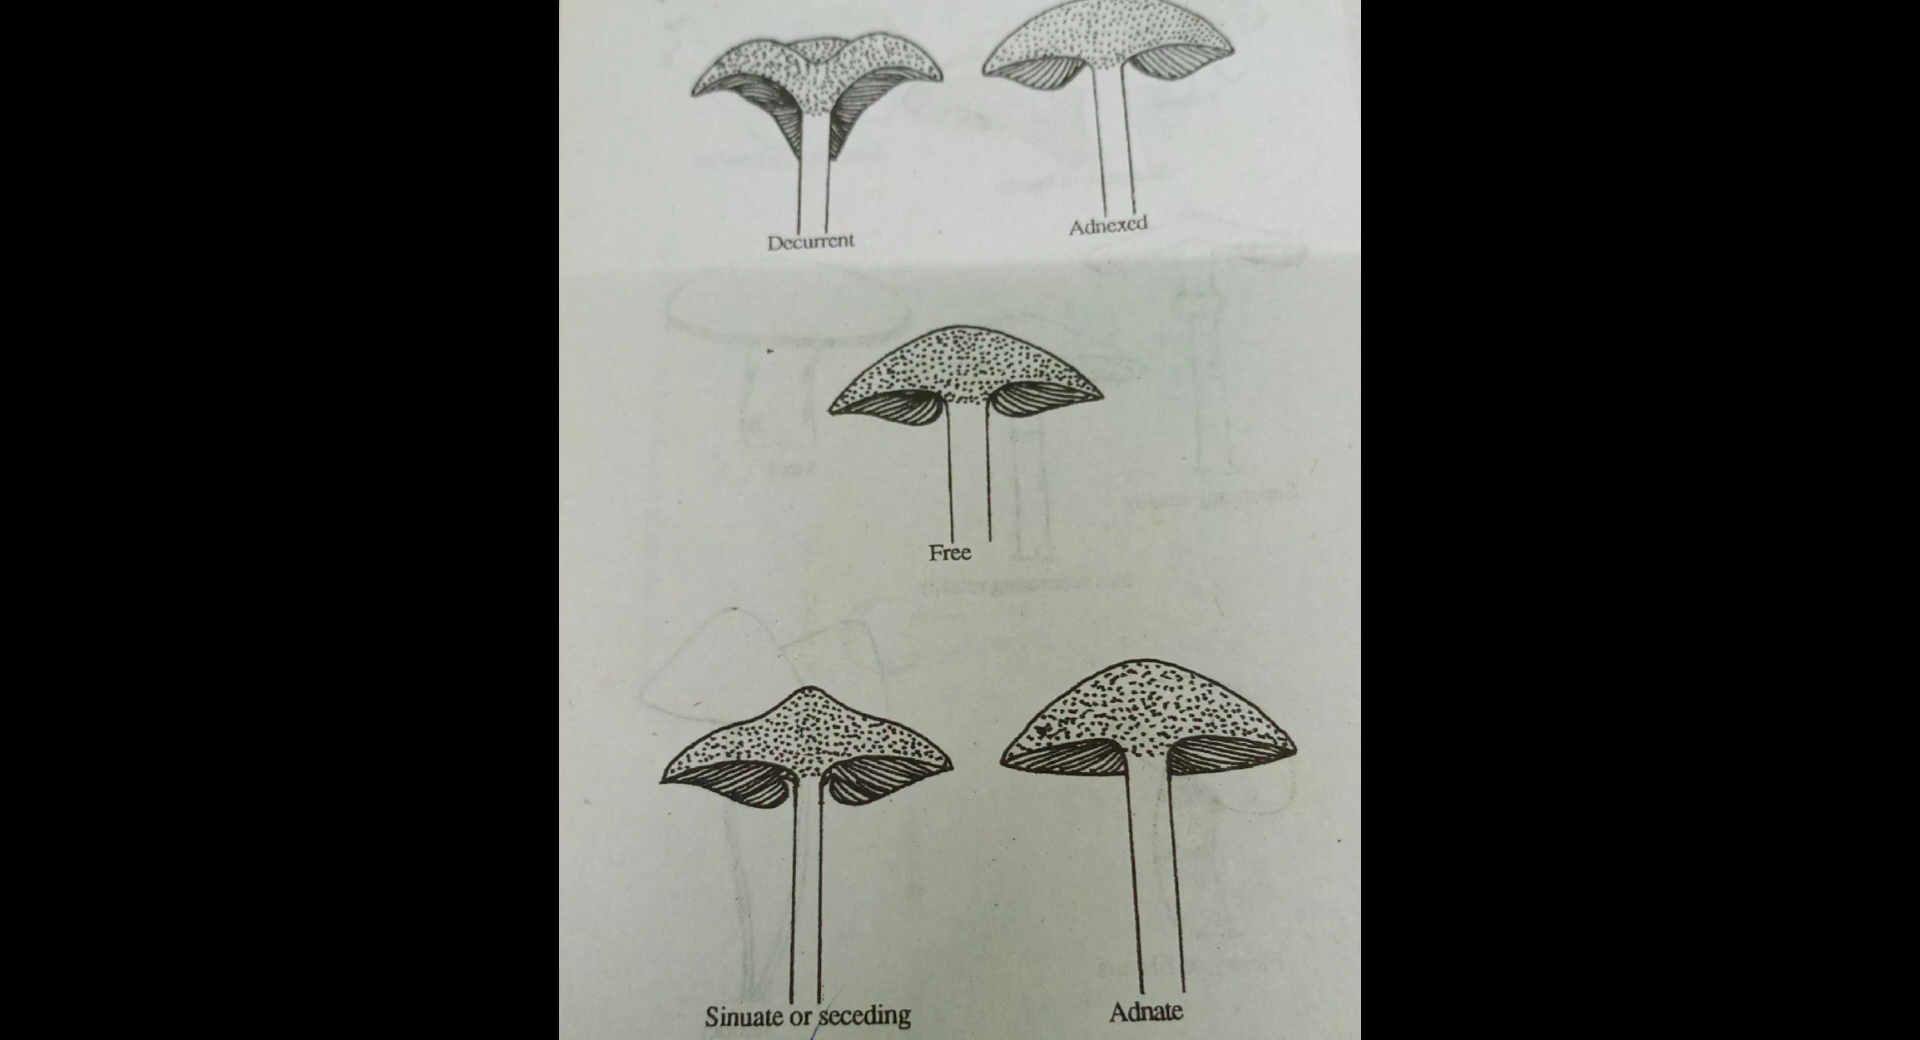 Decurrent
Adnexed
Free
Sinuate or seceding
Adnate